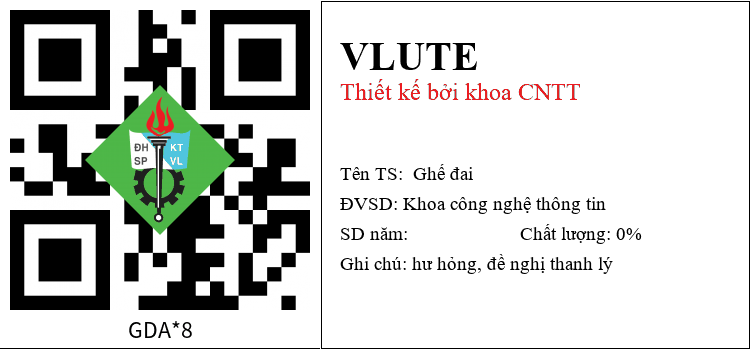 ĐH
KT
SP
VL
GDA*8
VLUTE
Thiết kế bởi khoa CNTT
Tên TS: Ghế đai
ĐVSD: Khoa công nghệ thông tin
SD năm: Chất lượng: 0%
Ghi chú: hư hỏng, đề nghị thanh lý